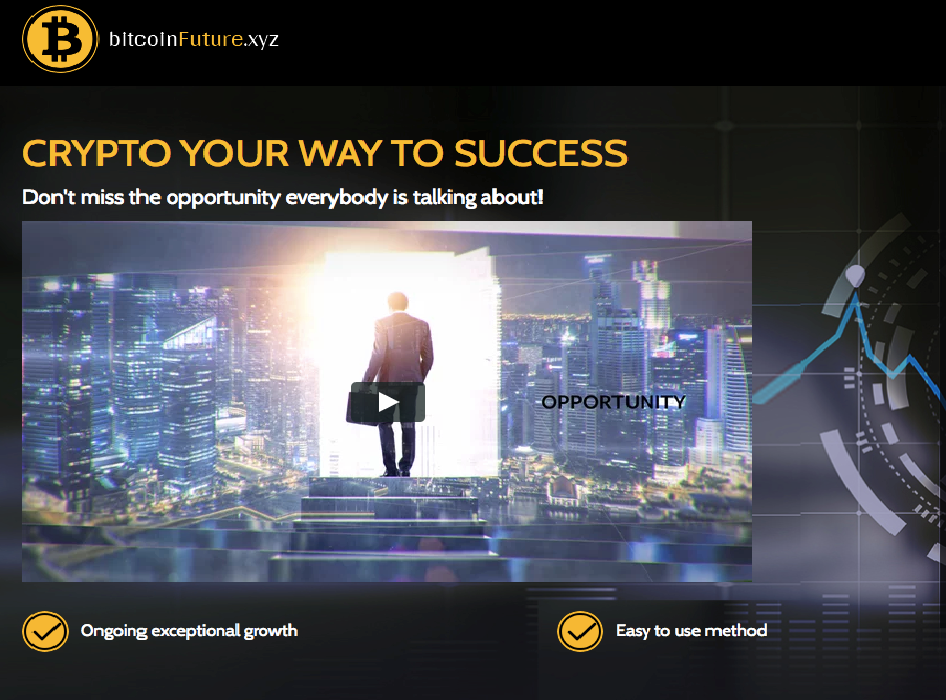 bitcoinFuture.xyz
CRYPTO YOUR WAY TO SUCCESS
Don't miss the opportunity everybody is talking about!
OPPORTUNITY
Ongoing exceptional growth
Easy to use method